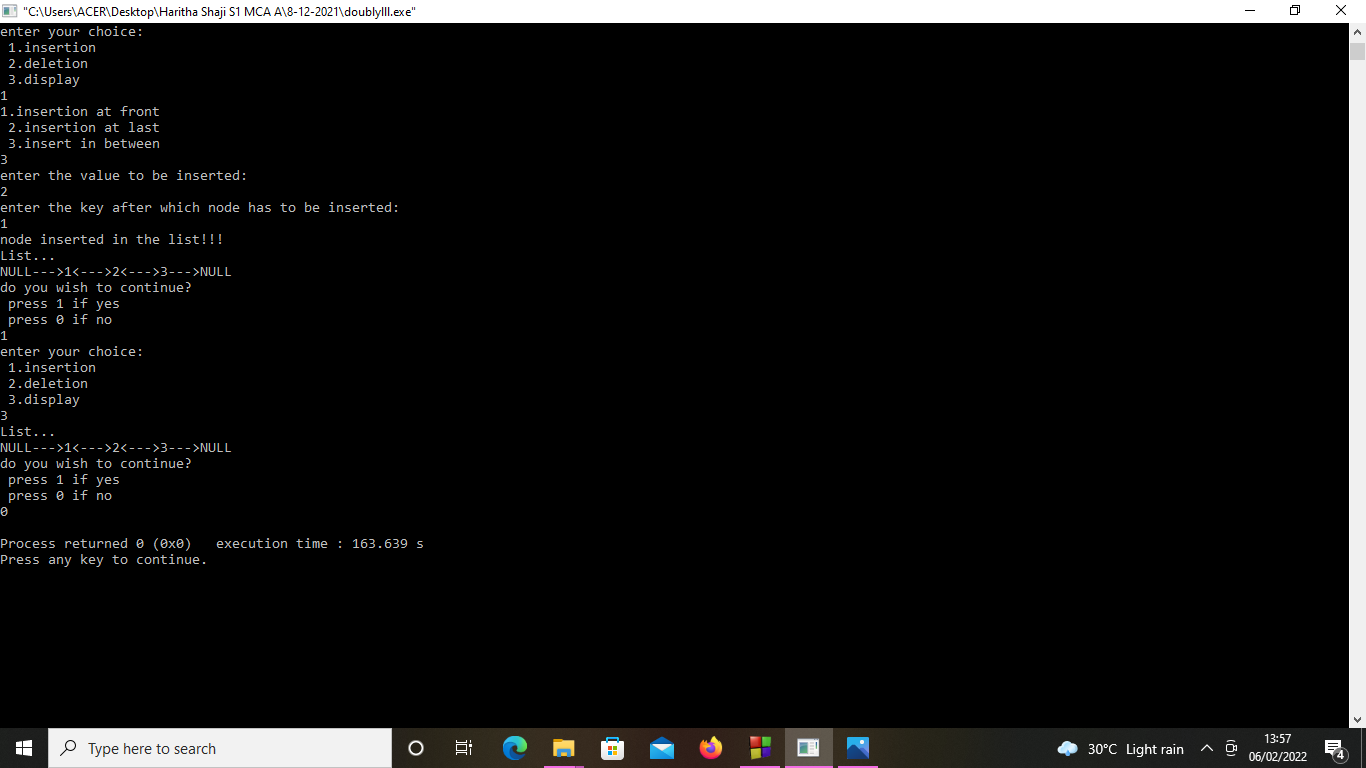 "C:\Users\ACER\Desktop\Haritha Shaji S1 MCA A\8-12-2021\doublylll.exe"
enter your choice:
 1.insertion
 2.deletion
 3.display
1
1.insertion at front
 2.insertion at last
 3.insert in between
3
enter the value to be inserted:
2
enter the key after which node has to be inserted:
1
node inserted in the list!!!
List...
NULL--->1<--->2<--->3--->NULL
do you wish to continue?
 press 1 if yes
 press 0 if no
1
enter your choice:
 1.insertion
 2.deletion
 3.display
3
List...
NULL--->1<--->2<--->3--->NULL
do you wish to continue?
 press 1 if yes
 press 0 if no
0

Process returned 0 (0x0)   execution time : 163.639 s
Press any key to continue.
Type here to search
30°C Light rain
13:57
06/02/2022
4